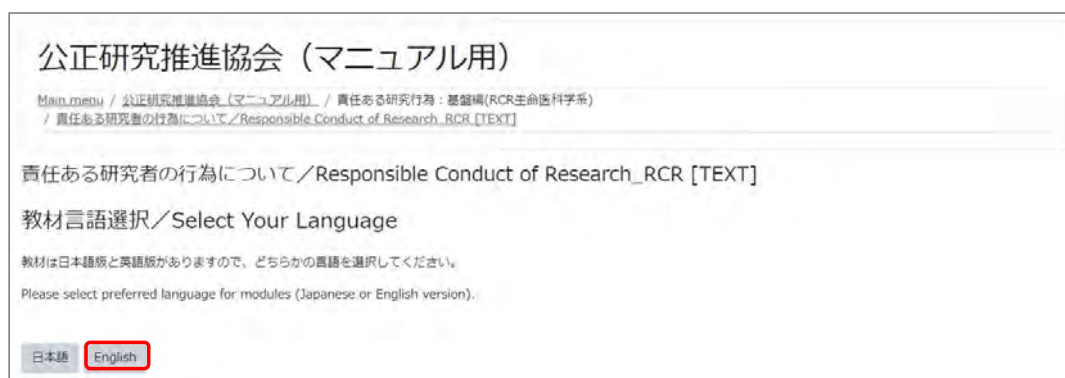 公正研究推進協会（マニュアル用）
Main menu / 公正研究推進協会（マニュアル用） / 責任ある研究行為：基盤編(RCR生命医科学系)
/ 責任ある研究者の行為について／Responsible Conduct of Research_RCR [TEXT]
責任ある研究者の行為について／Responsible Conduct of Research_RCR [TEXT]
教材言語選択／Select Your Language
教材は日本語版と英語版がありますので、どちらかの言語を選択してください。
Please select preferred language for modules (Japanese or English version).
日本語 English